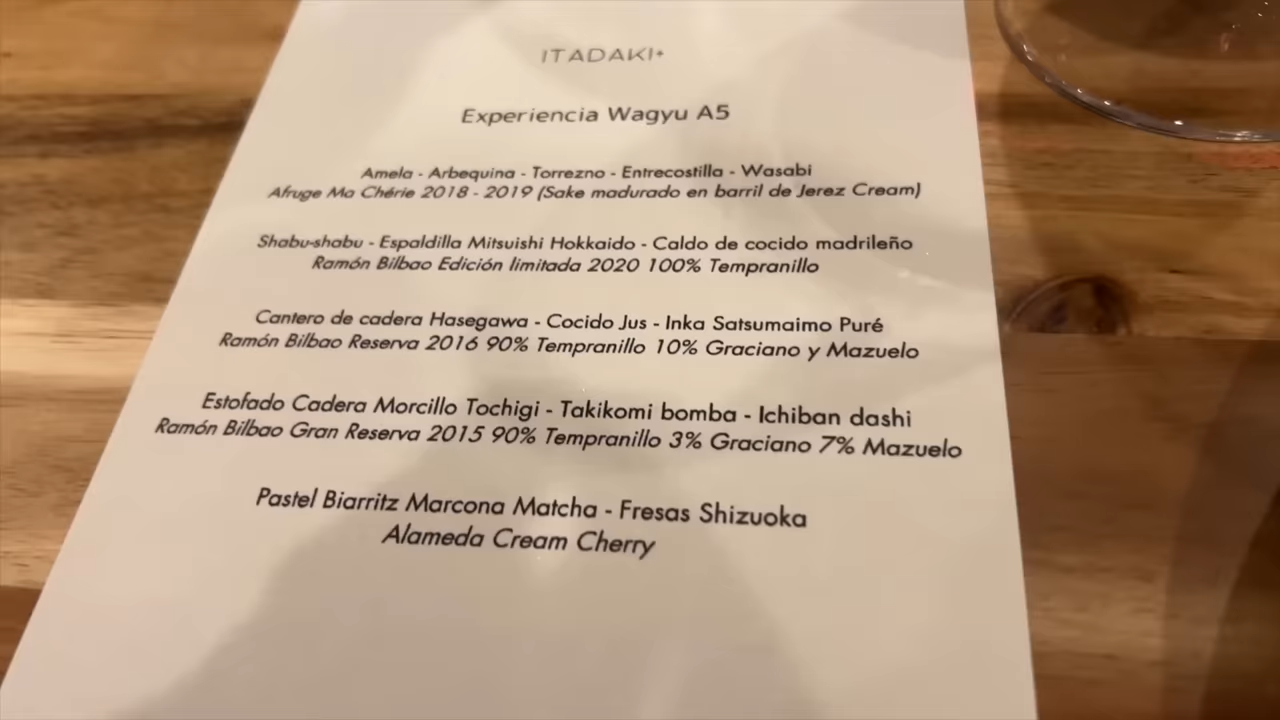 ITADAKI+
Experiencia Wagyu A5
Amela - Arbequina - Torrezno - Entrecostilla - Wasabi
Afruge Ma Chérie 2018 - 2019 (Sake madurado en barril de Jerez Cream)
Shabu-shabu - Espaldilla Mitsuishi Hokkaido - Caldo de cocido madrileño
Ramón Bilbao Edición limitada 2020 100% Tempranillo
Cantero de cadera Hasegawa - Cocido Jus - Inka Satsumaimo Puré
Ramón Bilbao Reserva 2016 90% Tempranillo 10% Graciano y Mazuelo
Estofado Cadera Morcillo Tochigi - Takikomi bomba - Ichiban dashi
Ramón Bilbao Gran Reserva 2015 90% Tempranillo 3% Graciano 7% Mazuelo
Pastel Biarritz Marcona Matcha - Fresas Shizuoka
Alameda Cream Cherry